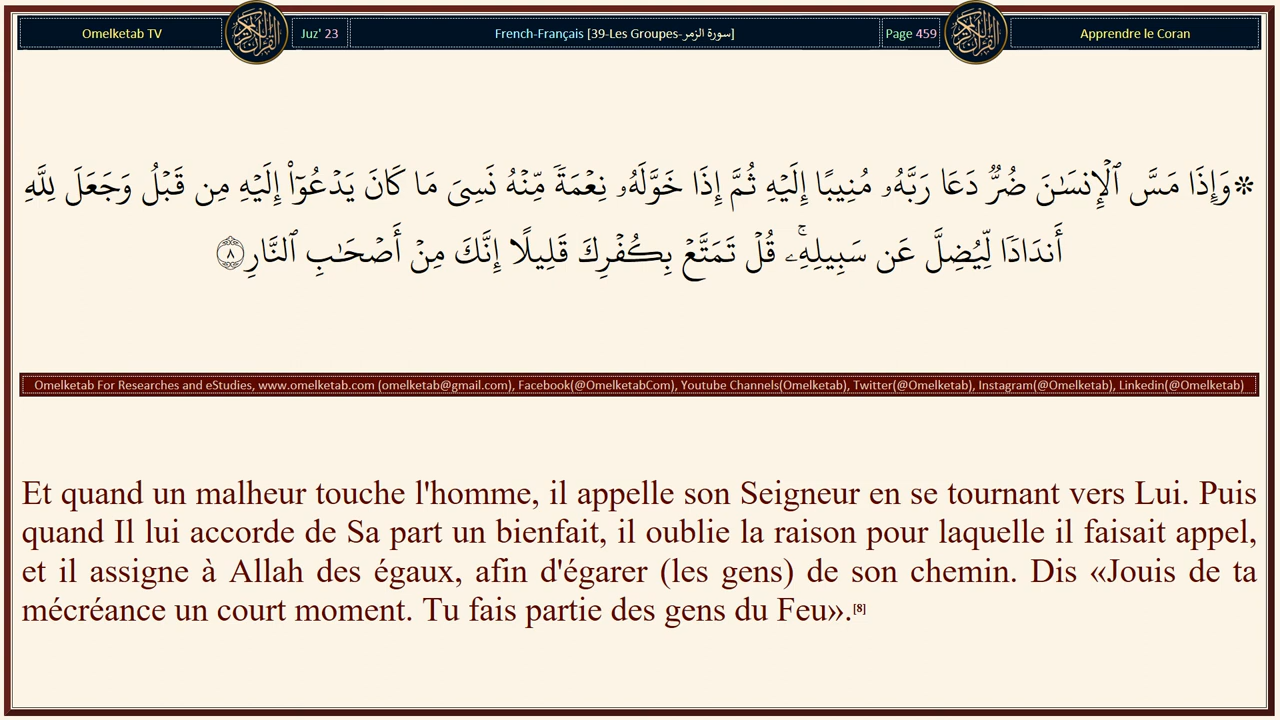 Omelketab TV
Juz' 23
French-Français [39-Les Groupes-سورة الزمر]
Page 459
Apprendre le Coran
۞وَإِذَا مَسَّ ٱلْإِنسَٰنَ ضُرٌّ دَعَا رَبَّهُۥ مُنِيبًا إِلَيْهِ ثُمَّ إِذَا خَوَّلَهُۥ نِعْمَةً مِّنْهُ نَسِىَ مَا كَانَ يَدْعُوٓا۟ إِلَيْهِ مِن قَبْلُ وَجَعَلَ لِلَّهِ
أَندَادًا لِّيُضِلَّ عَن سَبِيلِهِۦ ۚ قُلْ تَمَتَّعْ بِكُفْرِكَ قَلِيلًا إِنَّكَ مِنْ أَصْحَٰبِ ٱلنَّارِ ٨
Omelketab For Researches and eStudies, www.omelketab.com (omelketab@gmail.com), Facebook(@OmelketabCom), Youtube Channels(Omelketab), Twitter(@Omelketab), Instagram(@Omelketab), Linkedin(@Omelketab)
Et quand un malheur touche l'homme, il appelle son Seigneur en se tournant vers Lui. Puis
quand Il lui accorde de Sa part un bienfait, il oublie la raison pour laquelle il faisait appel,
et il assigne à Allah des égaux, afin d'égarer (les gens) de son chemin. Dis «Jouis de ta
mécréance un court moment. Tu fais partie des gens du Feu».[8]